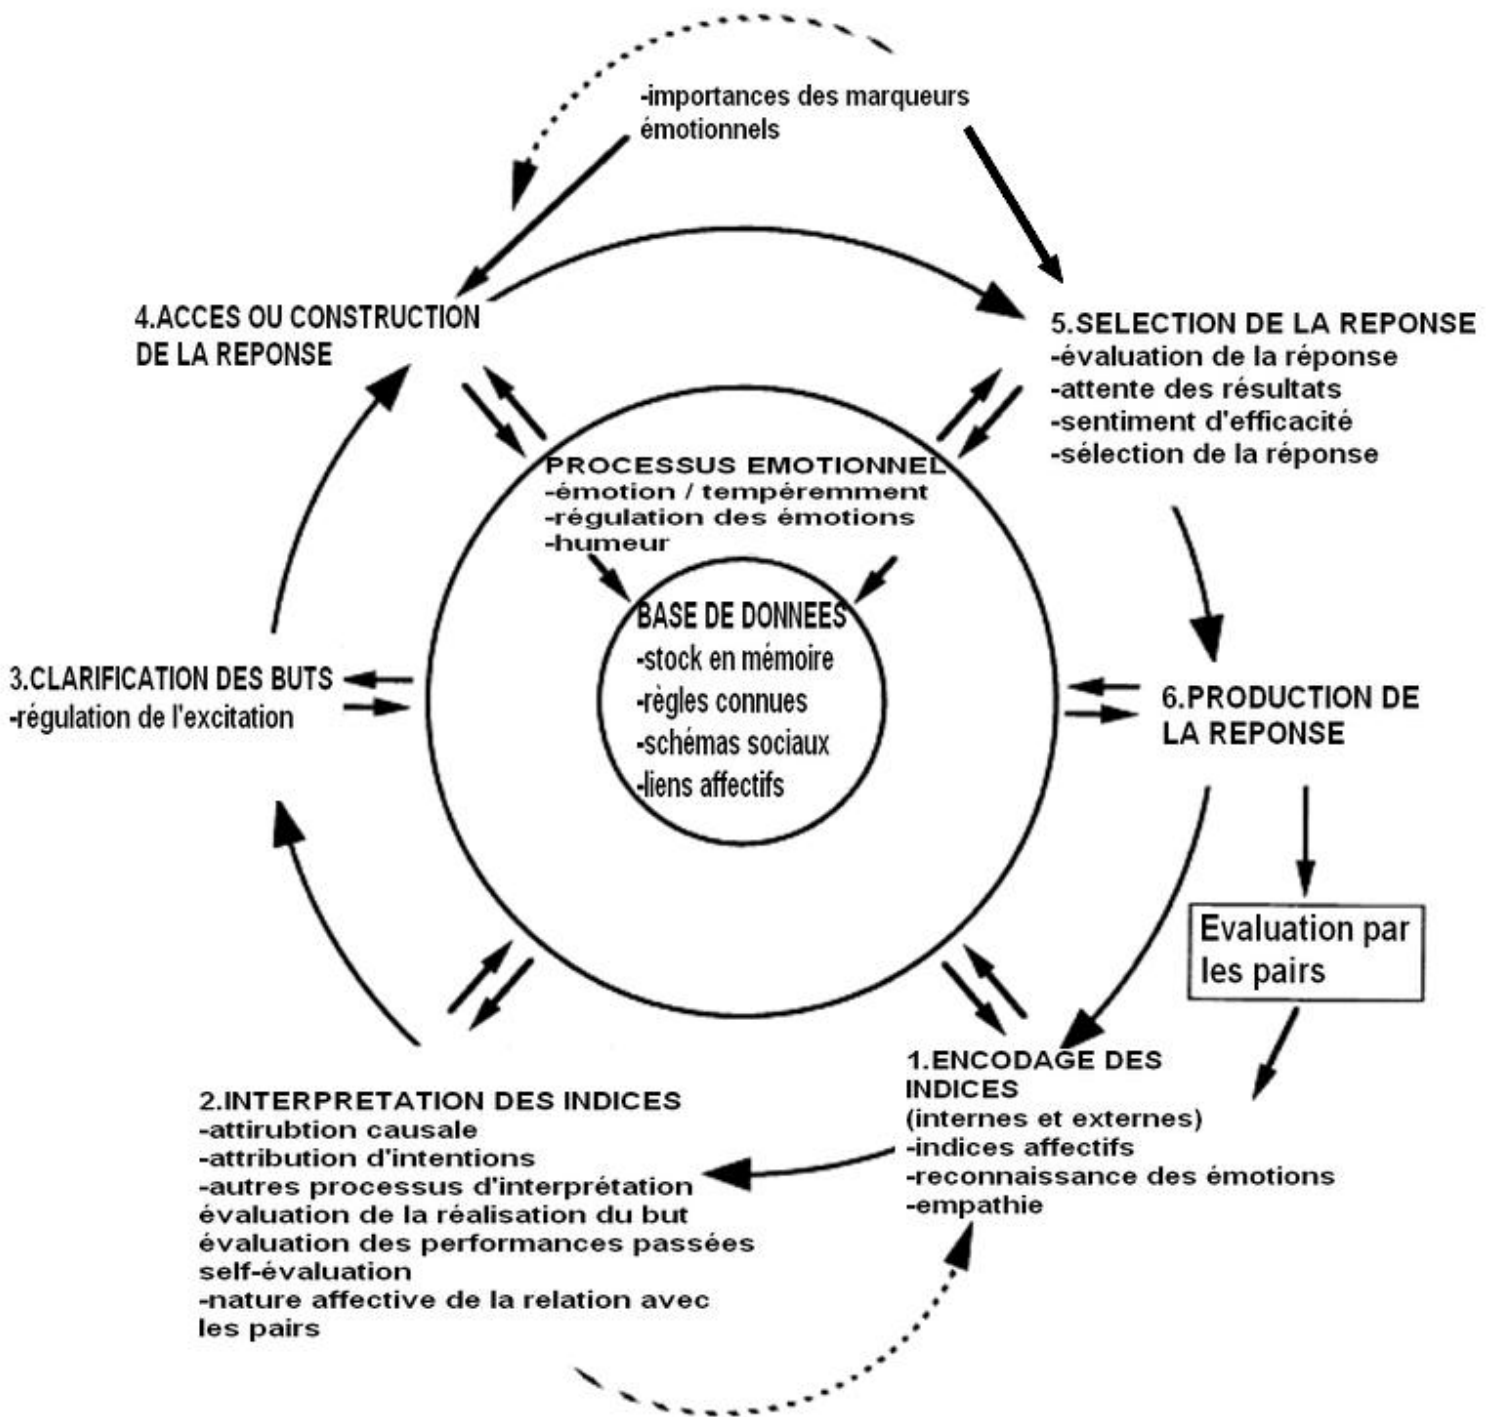 -importances des marqueurs
émotionnels
4.ACCES OU CONSTRUCTION
DE LA REPONSE
5.SELECTION DE LA REPONSE
-évaluation de la réponse
-attente des résultats
-sentiment d'efficacité
-sélection de la réponse
PROCESSUS EMOTIONNEL
-émotion / tempéremment
-régulation des émotions
-humeur
BASE DE DONNEES
-stock en mémoire
-règles connues
-schémas sociaux
-liens affectifs
3.CLARIFICATION DES BUTS
-régulation de l'excitation
6.PRODUCTION DE
LA REPONSE
Evaluation par
les pairs
1.ENCODAGE DES
INDICES
(internes et externes)
-indices affectifs
-reconnaissance des émotions
-empathie
2.INTERPRETATION DES INDICES
-attirubtion causale
-attribution d'intentions
-autres processus d'interprétation
évaluation de la réalisation du but
évaluation des performances passées
self-évaluation
-nature affective de la relation avec
les pairs